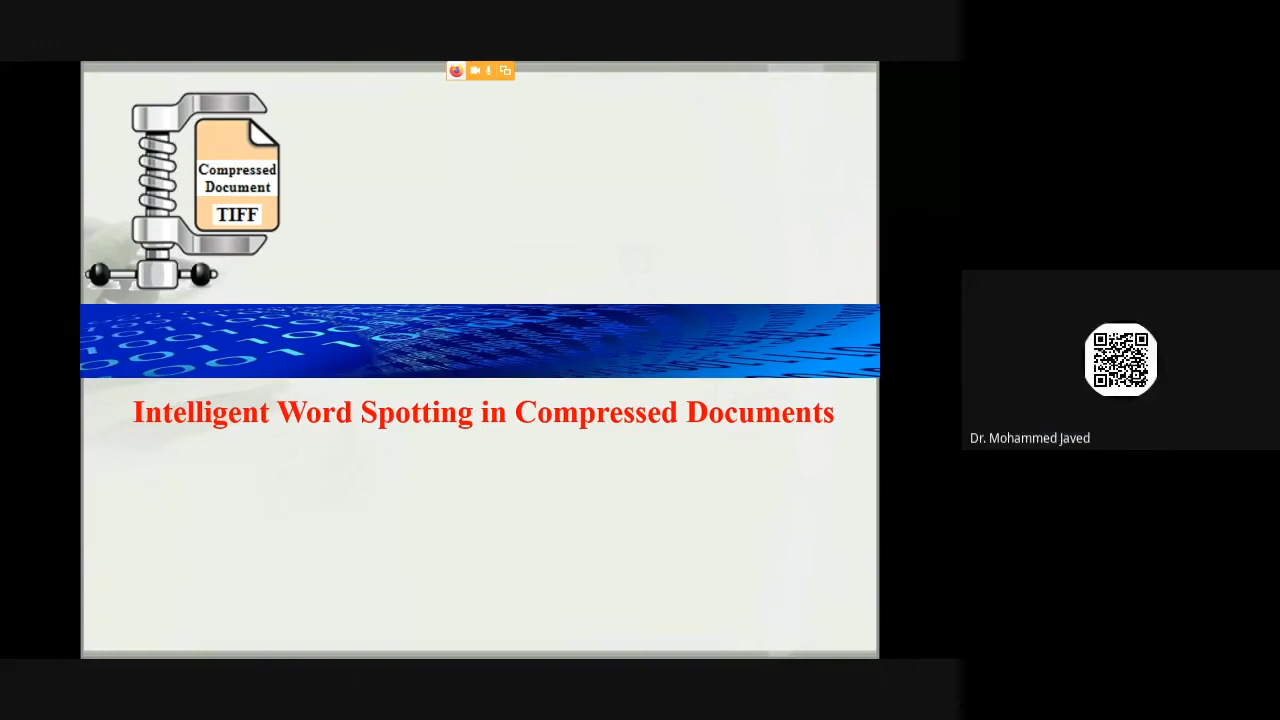 Compressed
Document
TIFF
Intelligent Word Spotting in Compressed Documents
Dr. Mohammed Javed